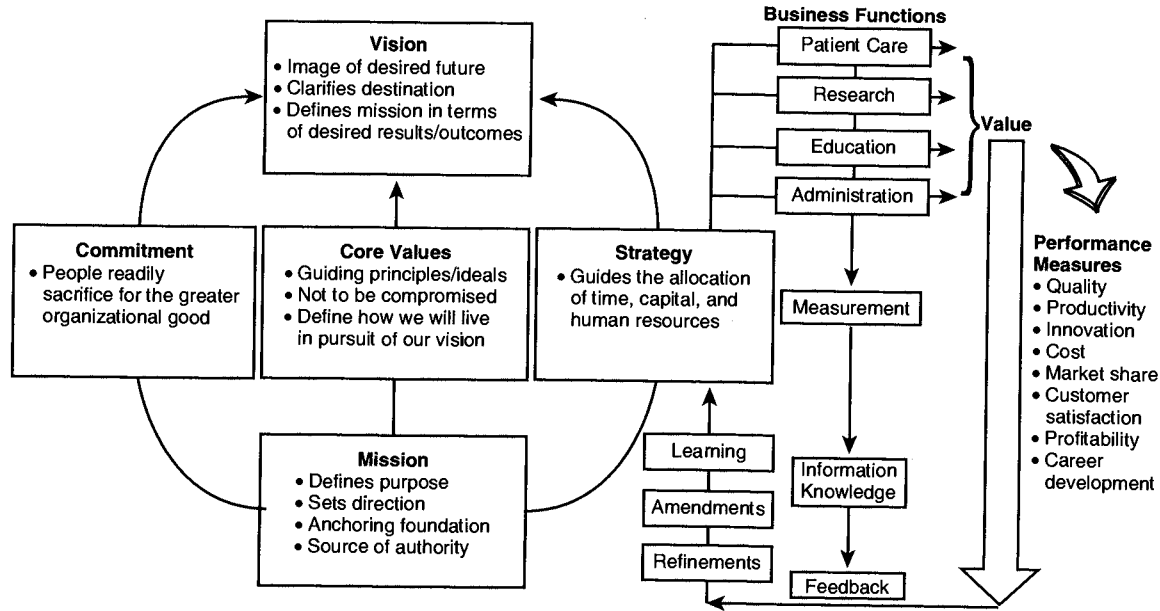 Vision
• Image of desired future
• Clarifies destination
• Defines mission in terms
of desired results/outcomes
Commitment
• People readily
sacrifice for the greater
organizational good
Core Values
• Guiding principles/ideals
• Not to be compromised
• Define how we will live
in pursuit of our vision
Strategy
• Guides the allocation
of time, capital, and
human resources
Mission
• Defines purpose
• Sets direction
• Anchoring foundation
• Source of authority
Business Functions
Patient Care
Research
Education
Administration
Value
Measurement
Information
Knowledge
Feedback
Learning
Amendments
Refinements
Performance
Measures
• Quality
• Productivity
• Innovation
• Cost
• Market share
• Customer
satisfaction
• Profitability
• Career
development